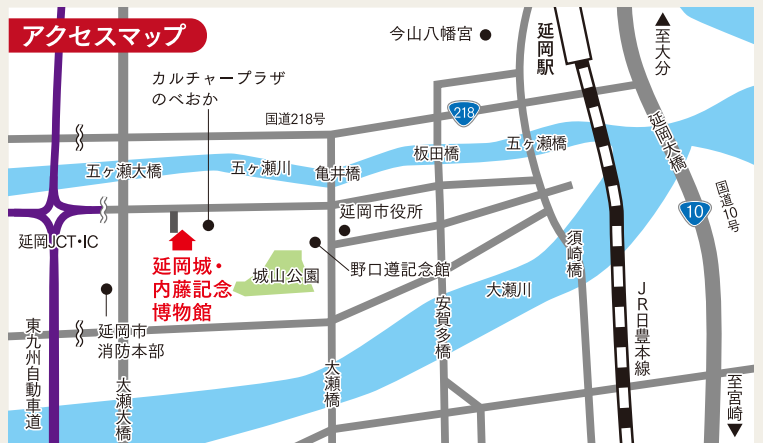 アクセスマップ
今山八幡宮
延岡駅
▲至大分
カルチャープラザ
のべおか
国道218号
218
五ヶ瀬大橋
五ヶ瀬川
亀井橋
板田橋
五ヶ瀬橋
延岡大橋
国道10号
10
延岡JCT・IC
延岡市役所
延岡城・
内藤記念
博物館
城山公園
野口遵記念館
須崎橋
大瀬川
延岡市
消防本部
安賀多橋
JR日豊本線
東九州自動車道
大瀬大橋
大瀬橋
至宮崎▼